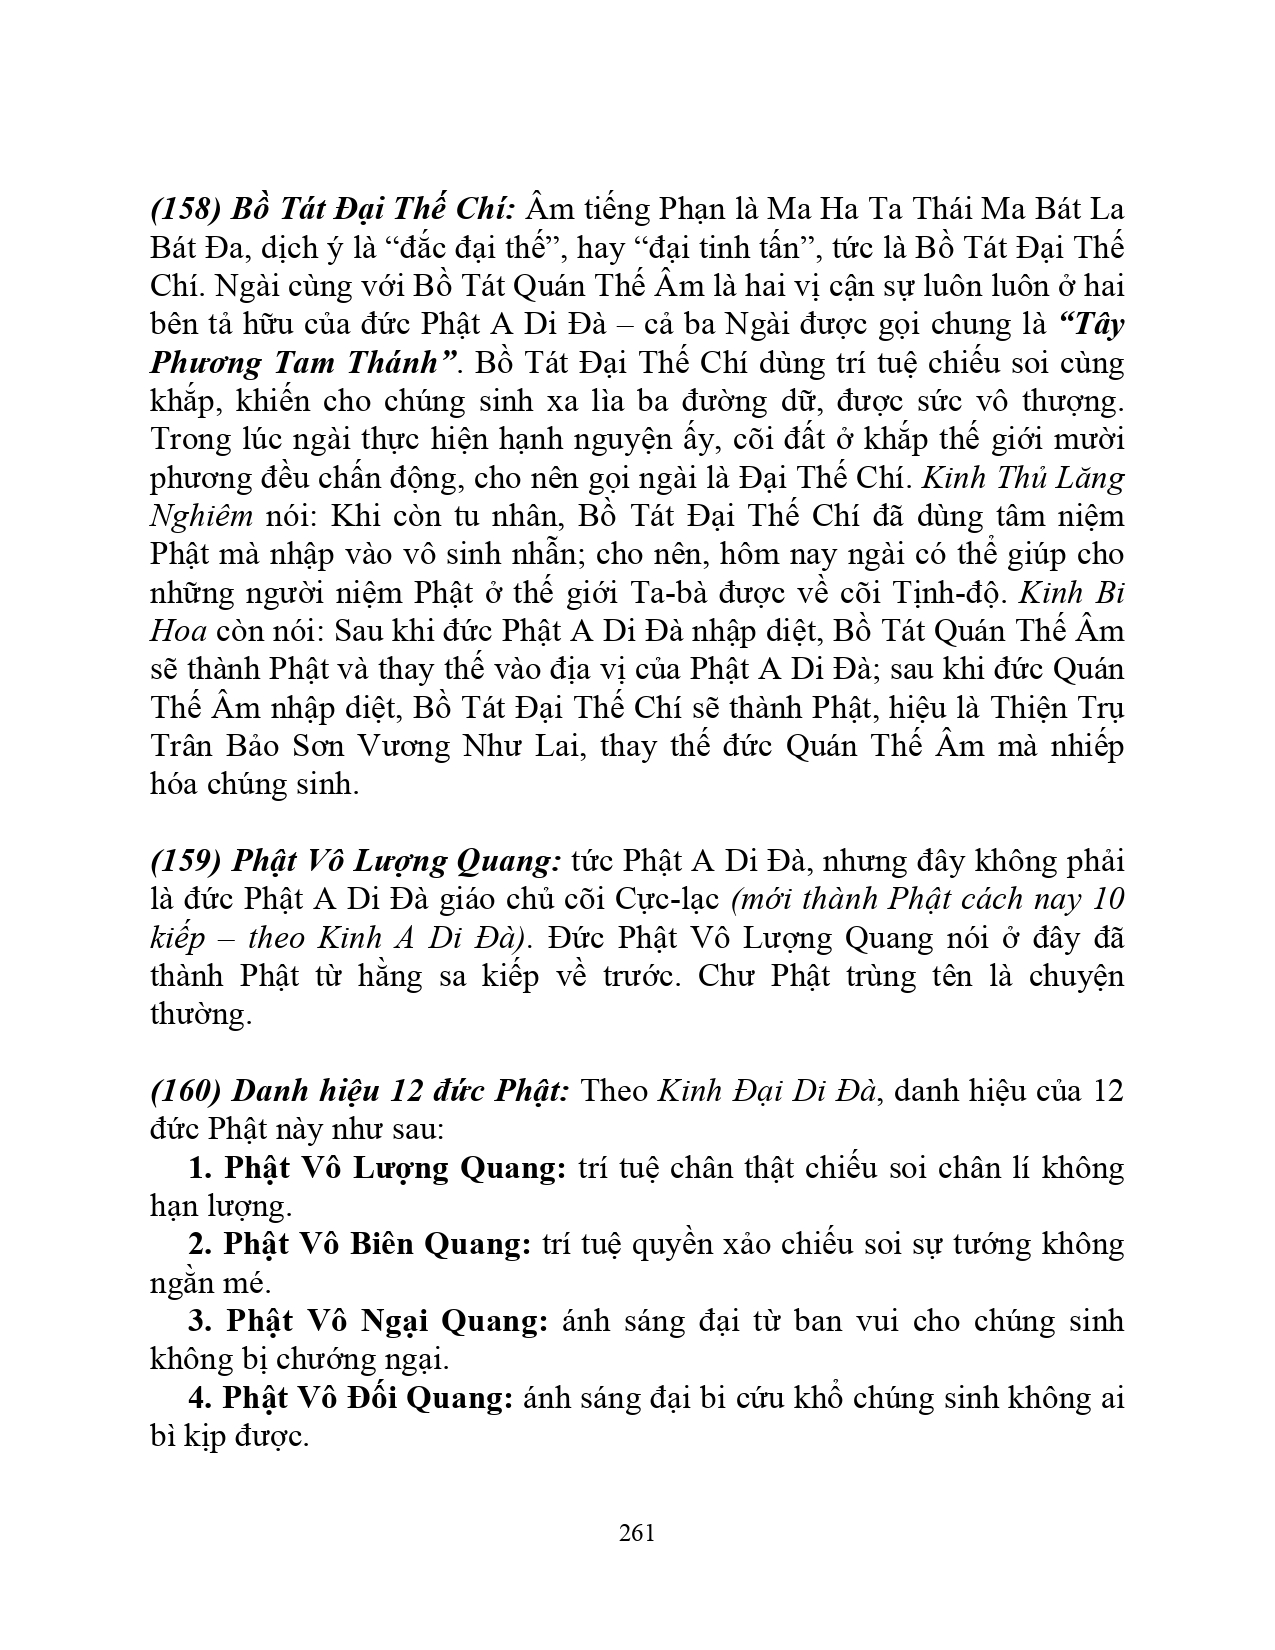 (158) Bồ Tát Đại Thế Chí: Âm tiếng Phạn là Ma Ha Ta Thái Ma Bát La
Bát Đa, dịch ý là “đắc đại thế”, hay “đại tinh tấn”, tức là Bồ Tát Đại Thế
Chí. Ngài cùng với Bồ Tát Quán Thế Âm là hai vị cận sự luôn luôn ở hai
bên tả hữu của đức Phật A Di Đà – cả ba Ngài được gọi chung là “Tây
Phương Tam Thánh”. Bồ Tát Đại Thế Chí dùng trí tuệ chiếu soi cùng
khắp, khiến cho chúng sinh xa lìa ba đường dữ, được sức vô thượng.
Trong lúc ngài thực hiện hạnh nguyện ấy, cõi đất ở khắp thế giới mười
phương đều chấn động, cho nên gọi ngài là Đại Thế Chí. Kinh Thủ Lăng
Nghiêm nói: Khi còn tu nhân, Bồ Tát Đại Thế Chí đã dùng tâm niệm
Phật mà nhập vào vô sinh nhẫn; cho nên, hôm nay ngài có thể giúp cho
những người niệm Phật ở thế giới Ta-bà được về cõi Tịnh-độ. Kinh Bi
Hoa còn nói: Sau khi đức Phật A Di Đà nhập diệt, Bồ Tát Quán Thế Âm
sẽ thành Phật và thay thế vào địa vị của Phật A Di Đà; sau khi đức Quán
Thế Âm nhập diệt, Bồ Tát Đại Thế Chí sẽ thành Phật, hiệu là Thiện Trụ
Trân Bảo Sơn Vương Như Lai, thay thế đức Quán Thế Âm mà nhiếp
hóa chúng sinh.
(159) Phật Vô Lượng Quang: tức Phật A Di Đà, nhưng đây không phải
là đức Phật A Di Đà giáo chủ cõi Cực-lạc (mới thành Phật cách nay 10
kiếp – theo Kinh A Di Đà). Đức Phật Vô Lượng Quang nói ở đây đã
thành Phật từ hằng sa kiếp về trước. Chư Phật trùng tên là chuyện
thường.
(160) Danh hiệu 12 đức Phật: Theo Kinh Đại Di Đà, danh hiệu của 12
đức Phật này như sau:
1. Phật Vô Lượng Quang: trí tuệ chân thật chiếu soi chân lí không
hạn lượng.
2. Phật Vô Biên Quang: trí tuệ quyền xảo chiếu soi sự tướng không
ngằn mé.
3. Phật Vô Ngại Quang: ánh sáng đại từ ban vui cho chúng sinh
không bị chướng ngại.
4. Phật Vô Đối Quang: ánh sáng đại bi cứu khổ chúng sinh không ai
bì kịp được.
261